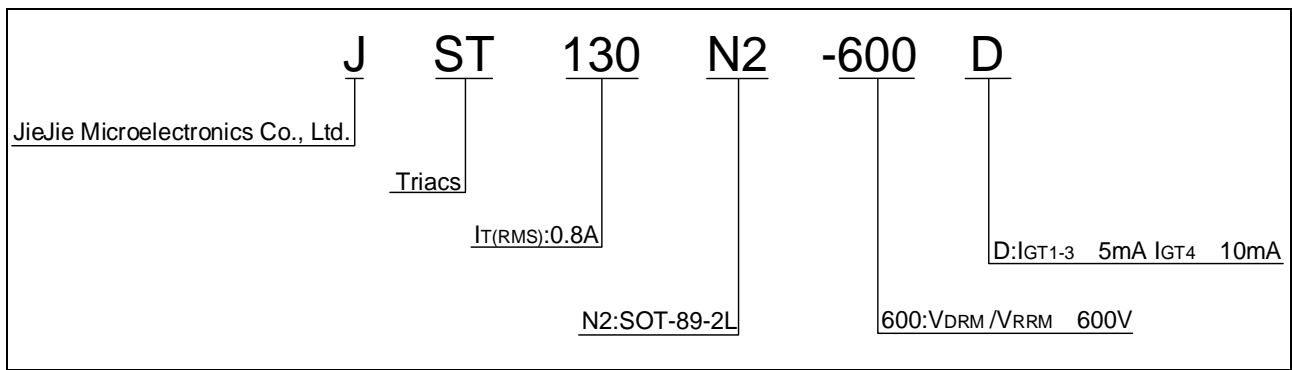 J ST 130 N2 -600 D
JieJie Microelectronics Co., Ltd.
Triacs
IT(RMS):0.8A
D:IGT1-3 5mA IGT4 10mA
N2:SOT-89-2L
600:VDRM /VRRM 600V